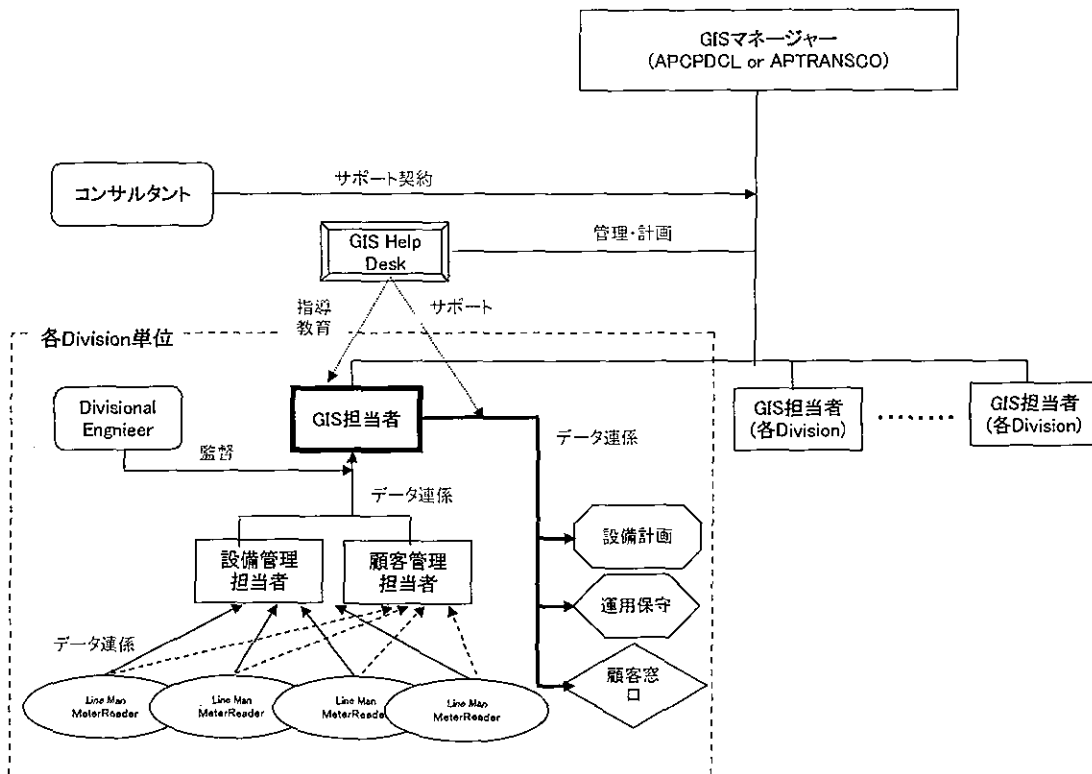 GISマネージャー
(APCPDCL or APTRANSCO)
コンサルタント
サポート契約
GIS Help
Desk
管理・計画
指導
教育
サポート
各Division単位
Divisional
Engnieer
GIS担当者
GIS担当者
(各Division)
........
GIS担当者
(各Division)
監督
データ連係
データ連係
設備管理
担当者
顧客管理
担当者
設備計画
運用保守
顧客窓
口
データ連係
Line Man
MeterReader
Line Man
MeterReader
Line Man
MeterReader
Line Man
MeterReader